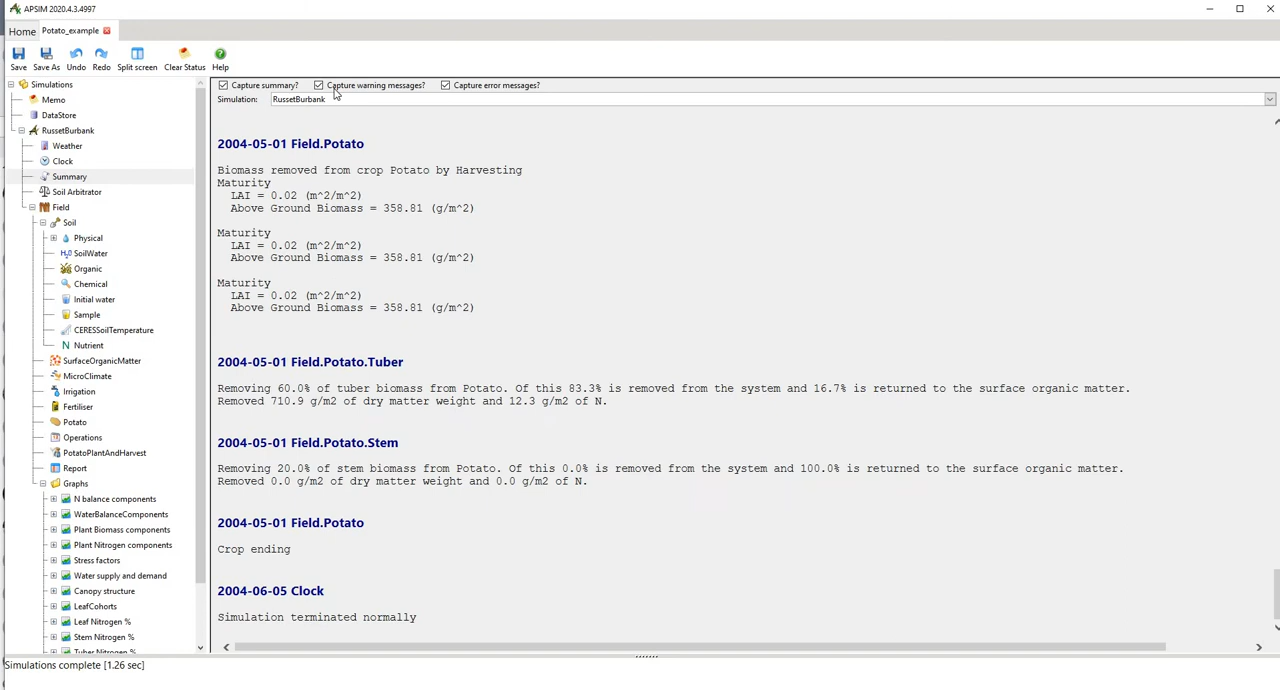 APSIM 2020.4.3.4997
Home
Potato_example
Save
Save As
Undo
Redo
Split screen
Clear Status
Help
Simulations
Memo
DataStore
RussetBurbank
Weather
Clock
Summary
Soil Arbitrator
Field
Soil
Physical
H₂O SoilWater
Organic
Chemical
Initial water
Sample
CERESSoilTemperature
N Nutrient
SurfaceOrganicMatter
MicroClimate
Irrigation
Fertiliser
Potato
Operations
PotatoPlantAndHarvest
Report
Graphs
N balance components
WaterBalanceComponents
Plant Biomass components
Plant Nitrogen components
Stress factors
Water supply and demand
Canopy structure
LeafCohorts
Leaf Nitrogen %
Stem Nitrogen %
Tuber Nitrogen %
Capture summary?
Capture warning messages?
Capture error messages?
Simulation:
RussetBurbank
2004-05-01 Field.Potato
Biomass removed from crop Potato by Harvesting
Maturity
LAI = 0.02 (m^2/m^2)
Above Ground Biomass = 358.81 (g/m^2)
Maturity
LAI = 0.02 (m^2/m^2)
Above Ground Biomass = 358.81 (g/m^2)
Maturity
LAI = 0.02 (m^2/m^2)
Above Ground Biomass = 358.81 (g/m^2)
2004-05-01 Field.Potato.Tuber
Removing 60.0% of tuber biomass from Potato. Of this 83.3% is removed from the system and 16.7% is returned to the surface organic matter.
Removed 710.9 g/m2 of dry matter weight and 12.3 g/m2 of N.
2004-05-01 Field.Potato.Stem
Removing 20.0% of stem biomass from Potato. Of this 0.0% is removed from the system and 100.0% is returned to the surface organic matter.
Removed 0.0 g/m2 of dry matter weight and 0.0 g/m2 of N.
2004-05-01 Field.Potato
Crop ending
2004-06-05 Clock
Simulation terminated normally
Simulations complete [1.26 sec]